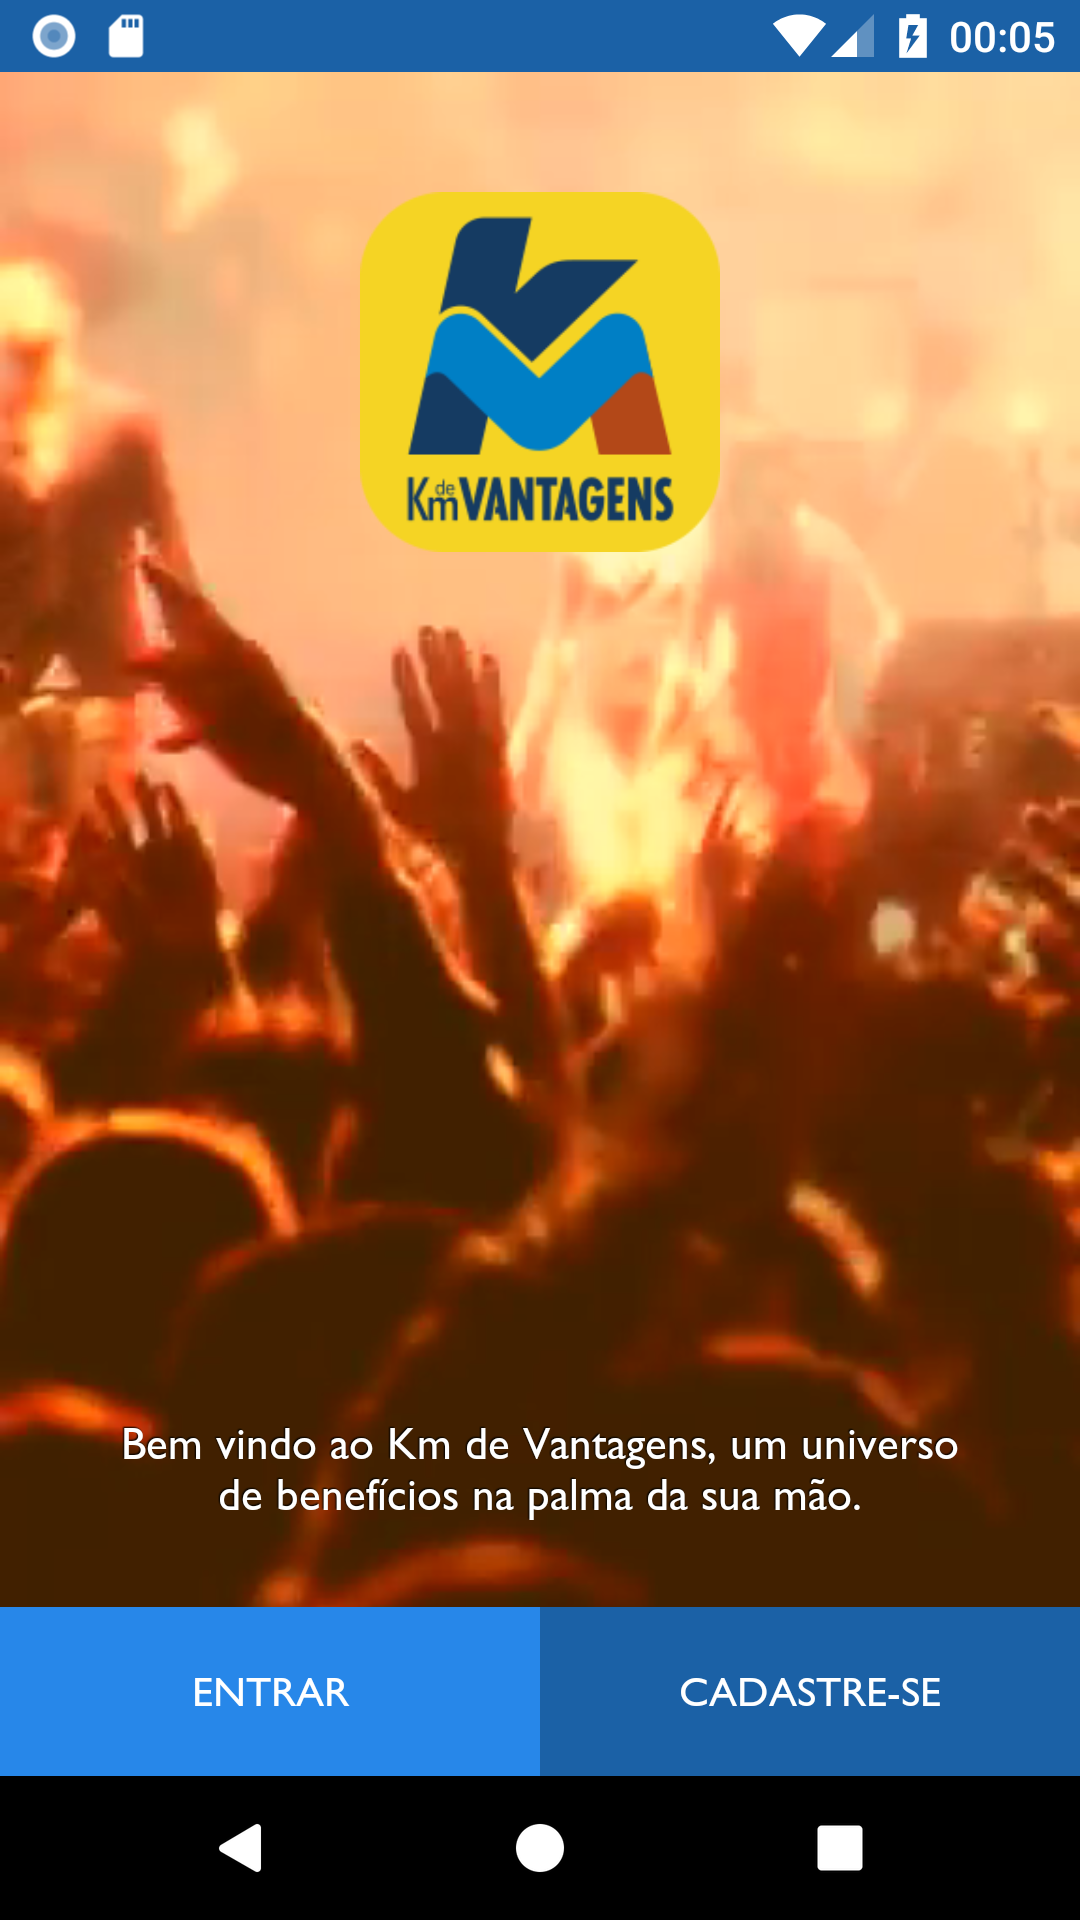 00:05
Km de VANTAGENS
Bem vindo ao Km de Vantagens, um universo
de benefícios na palma da sua mão.
ENTRAR
CADASTRE-SE